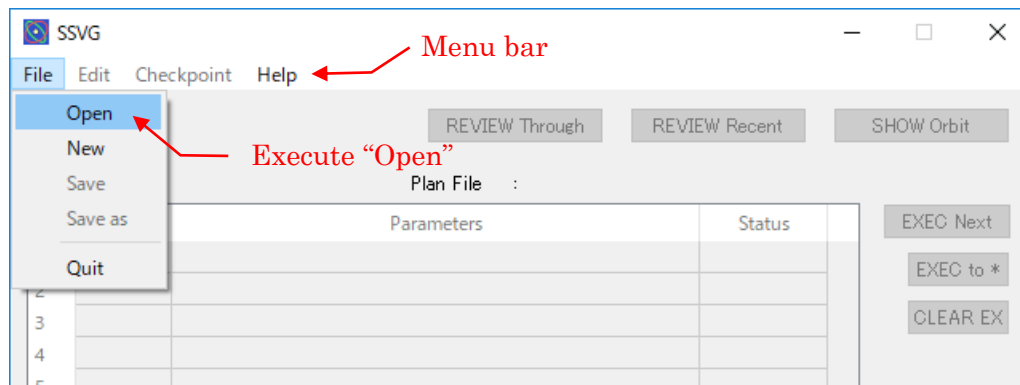 SSVG
Menu bar
File Edit Checkpoint Help
Open
REVIEW Through REVIEW Recent SHOW Orbit
New
Execute “Open”
Save
Plan File :
Save as
Parameters Status
EXEC Next
Quit
EXEC to *
3
CLEAR EX
4